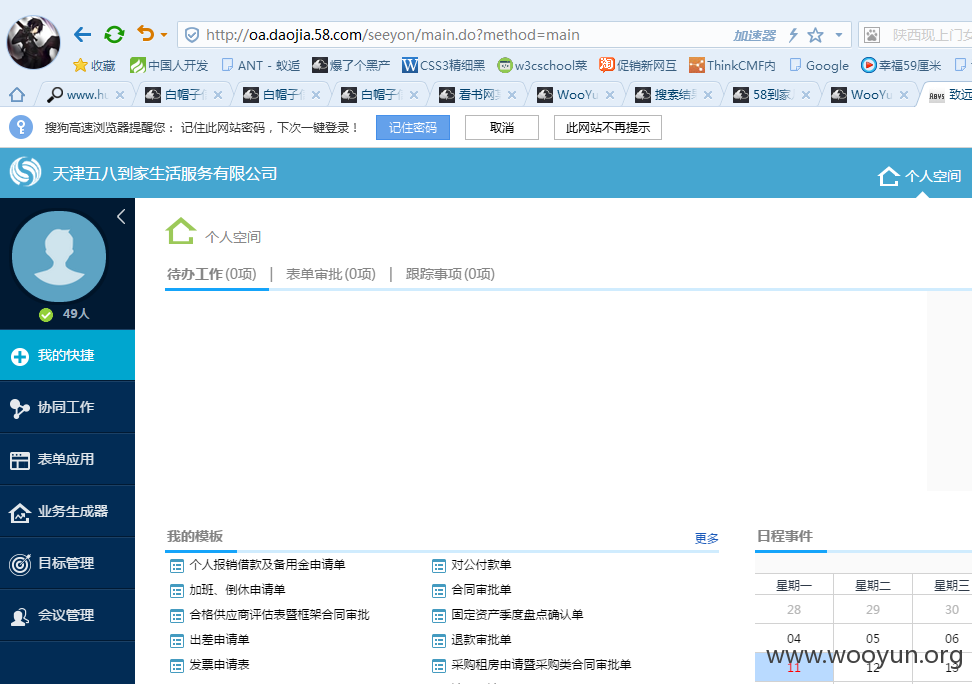 http://oa.daojia.58.com/seeyon/main.do?method=main 加速器 陕西现上门女
收藏 中国人开发 ANT - 蚁逅 爆了个黑产 CSS3精细黑 w3cschool菜 促销新网互 ThinkCMF内 Google 幸福59厘米
www.hu 白帽子 白帽子 白帽子 看书网 WooYu 搜索结果 58到家 WooYu 致远
搜狗高速浏览器提醒您： 记住此网站密码，下次一键登录！ 记住密码 取消 此网站不再提示
天津五八到家生活服务有限公司 个人空间
个人空间
待办工作(0项) | 表单审批(0项) | 跟踪事项(0项)
49人
我的快捷
协同工作
表单应用
业务生成器
目标管理
会议管理
我的模板 更多
个人报销借款及备用金申请单 对公付款单
加班、倒休申请单 合同审批单
合格供应商评估表暨框架合同审批 固定资产季度盘点确认单
出差申请单 退款审批单
发票申请表 采购租房申请暨采购类合同审批单
日程事件
星期一 星期二 星期三
28 29 30
04 05 06
11 12 13
www.wooyun.org